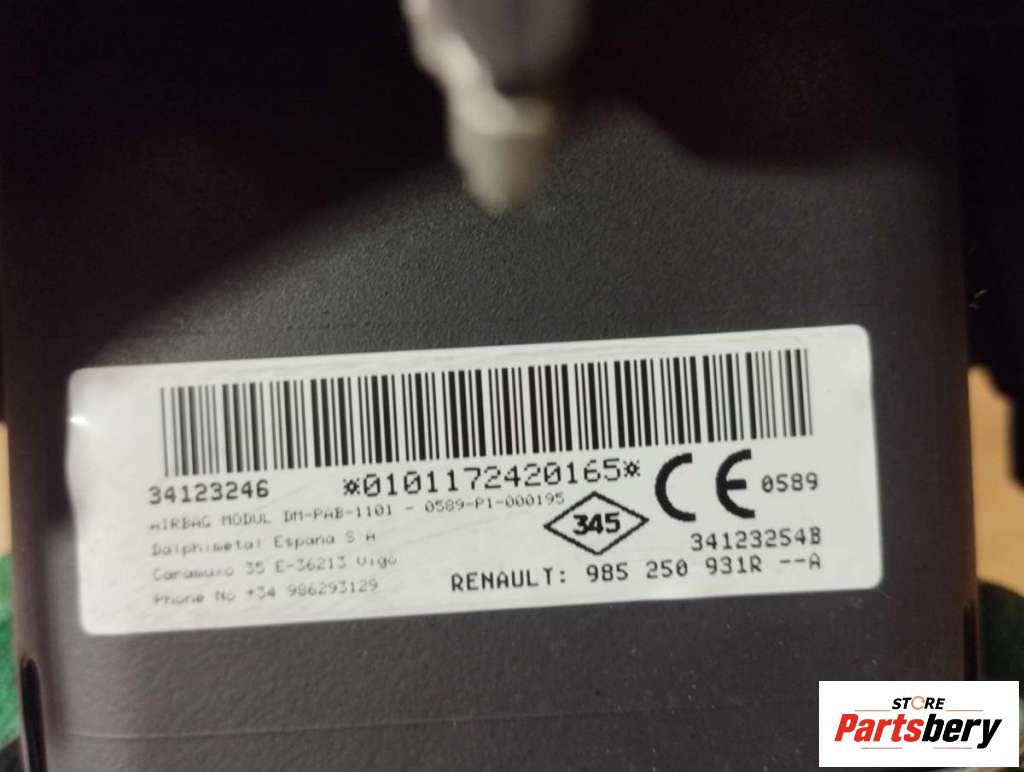 34123246 *0101172420165*
AIRBAG MODUL DM-PAB-1101 - 0589-P1-000195
345
CE 0589
Dalphimetal Espana S A
34123254B
Caramuxo 35 E-36213 Vigo
RENAULT: 985 250 931R --A
Phone No +34 986293129
STORE
Partsbery